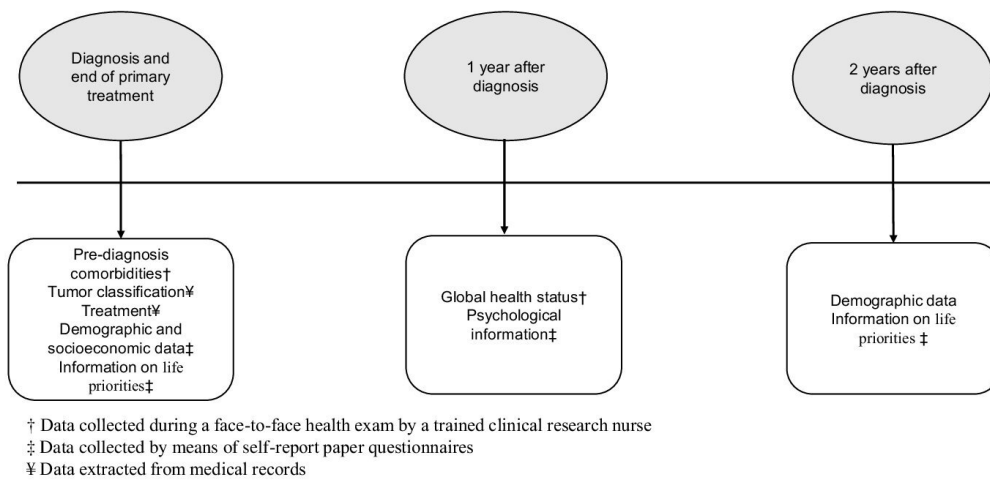 Diagnosis and
end of primary
treatment
1 year after
diagnosis
2 years after
diagnosis
Pre-diagnosis
comorbidities†
Tumor classification¥
Treatment¥
Demographic and
socioeconomic data‡
Information on life
priorities‡
Global health status†
Psychological
information‡
Demographic data
Information on life
priorities ‡
† Data collected during a face-to-face health exam by a trained clinical research nurse
‡ Data collected by means of self-report paper questionnaires
¥ Data extracted from medical records